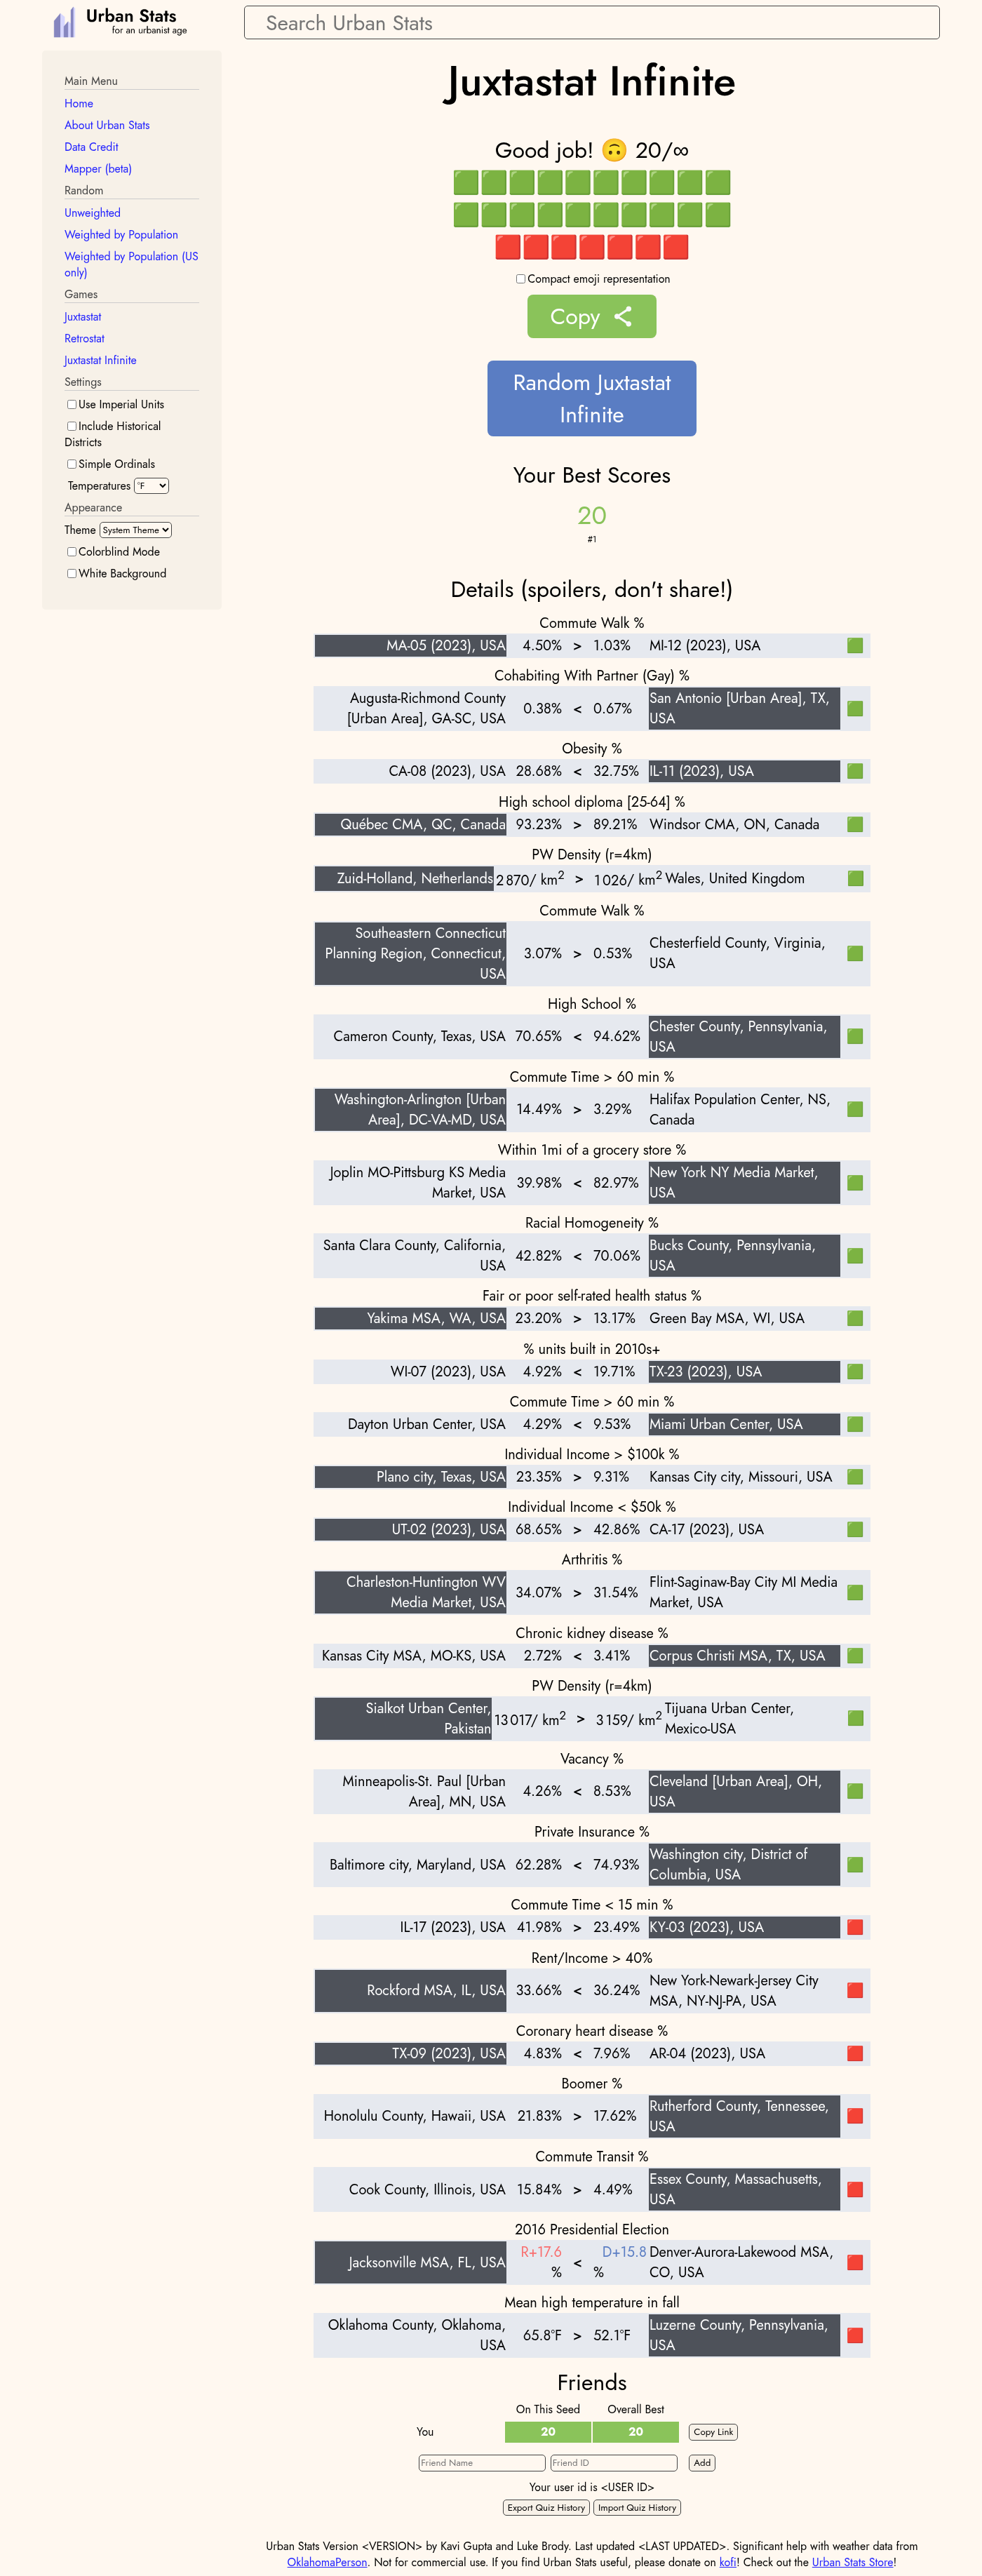 Urban Stats
for an urbanist age
Search Urban Stats
Main Menu
Home
About Urban Stats
Data Credit
Mapper (beta)
Random
Unweighted
Weighted by Population
Weighted by Population (US
only)
Games
Juxtastat
Retrostat
Juxtastat Infinite
Settings
Use Imperial Units
Include Historical
Districts
Simple Ordinals
Temperatures °F
Appearance
Theme System Theme
Colorblind Mode
White Background
Juxtastat Infinite
Good job! 🙃 20/∞
Compact emoji representation
Copy
Random Juxtastat
Infinite
Your Best Scores
20
#1
Details (spoilers, don't share!)
Commute Walk %
MA-05 (2023), USA 4.50% > 1.03% MI-12 (2023), USA
Cohabiting With Partner (Gay) %
Augusta-Richmond County
[Urban Area], GA-SC, USA 0.38% < 0.67% San Antonio [Urban Area], TX,
USA
Obesity %
CA-08 (2023), USA 28.68% < 32.75% IL-11 (2023), USA
High school diploma [25-64] %
Québec CMA, QC, Canada 93.23% > 89.21% Windsor CMA, ON, Canada
PW Density (r=4km)
Zuid-Holland, Netherlands 2 870/ km2 > 1 026/ km2 Wales, United Kingdom
Commute Walk %
Southeastern Connecticut
Planning Region, Connecticut,
USA 3.07% > 0.53% Chesterfield County, Virginia,
USA
High School %
Cameron County, Texas, USA 70.65% < 94.62% Chester County, Pennsylvania,
USA
Commute Time > 60 min %
Washington-Arlington [Urban
Area], DC-VA-MD, USA 14.49% > 3.29% Halifax Population Center, NS,
Canada
Within 1mi of a grocery store %
Joplin MO-Pittsburg KS Media
Market, USA 39.98% < 82.97% New York NY Media Market,
USA
Racial Homogeneity %
Santa Clara County, California,
USA 42.82% < 70.06% Bucks County, Pennsylvania,
USA
Fair or poor self-rated health status %
Yakima MSA, WA, USA 23.20% > 13.17% Green Bay MSA, WI, USA
% units built in 2010s+
WI-07 (2023), USA 4.92% < 19.71% TX-23 (2023), USA
Commute Time > 60 min %
Dayton Urban Center, USA 4.29% < 9.53% Miami Urban Center, USA
Individual Income > $100k %
Plano city, Texas, USA 23.35% > 9.31% Kansas City city, Missouri, USA
Individual Income < $50k %
UT-02 (2023), USA 68.65% > 42.86% CA-17 (2023), USA
Arthritis %
Charleston-Huntington WV
Media Market, USA 34.07% > 31.54% Flint-Saginaw-Bay City MI Media
Market, USA
Chronic kidney disease %
Kansas City MSA, MO-KS, USA 2.72% < 3.41% Corpus Christi MSA, TX, USA
PW Density (r=4km)
Sialkot Urban Center,
Pakistan 13 017/ km2 > 3 159/ km2 Tijuana Urban Center,
Mexico-USA
Vacancy %
Minneapolis-St. Paul [Urban
Area], MN, USA 4.26% < 8.53% Cleveland [Urban Area], OH,
USA
Private Insurance %
Baltimore city, Maryland, USA 62.28% < 74.93% Washington city, District of
Columbia, USA
Commute Time < 15 min %
IL-17 (2023), USA 41.98% > 23.49% KY-03 (2023), USA
Rent/Income > 40%
Rockford MSA, IL, USA 33.66% < 36.24% New York-Newark-Jersey City
MSA, NY-NJ-PA, USA
Coronary heart disease %
TX-09 (2023), USA 4.83% < 7.96% AR-04 (2023), USA
Boomer %
Honolulu County, Hawaii, USA 21.83% > 17.62% Rutherford County, Tennessee,
USA
Commute Transit %
Cook County, Illinois, USA 15.84% > 4.49% Essex County, Massachusetts,
USA
2016 Presidential Election
Jacksonville MSA, FL, USA R+17.6
% < D+15.8
% Denver-Aurora-Lakewood MSA,
CO, USA
Mean high temperature in fall
Oklahoma County, Oklahoma,
USA 65.8°F > 52.1°F Luzerne County, Pennsylvania,
USA
Friends
On This Seed Overall Best
You 20 20 Copy Link
Friend Name Friend ID Add
Your user id is <USER ID>
Export Quiz History Import Quiz History
Urban Stats Version <VERSION> by Kavi Gupta and Luke Brody. Last updated <LAST UPDATED>. Significant help with weather data from
OklahomaPerson. Not for commercial use. If you find Urban Stats useful, please donate on kofi! Check out the Urban Stats Store!